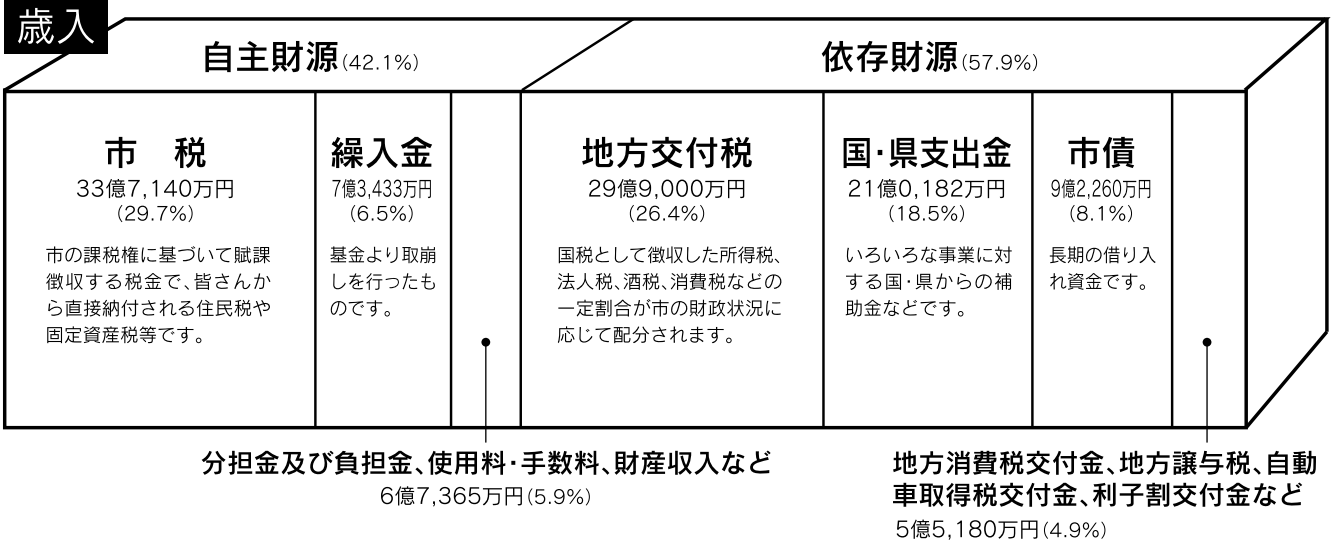 歳入
自主財源(42.1%)
依存財源(57.9%)
市　税
33億7,140万円
(29.7%)
市の課税権に基づいて賦課
徴収する税金で、皆さんか
ら直接納付される住民税や
固定資産税等です。
繰入金
7億3,433万円
(6.5%)
基金より取崩
しを行ったも
のです。
分担金及び負担金、使用料・手数料、財産収入など
6億7,365万円(5.9%)
地方交付税
29億9,000万円
(26.4%)
国税として徴収した所得税、
法人税、酒税、消費税などの
一定割合が市の財政状況に
応じて配分されます。
国・県支出金
21億0,182万円
(18.5%)
いろいろな事業に対
する国・県からの補
助金などです。
市債
9億2,260万円
(8.1%)
長期の借り入
れ資金です。
地方消費税交付金、地方譲与税、自動
車取得税交付金、利子割交付金など
5億5,180万円(4.9%)